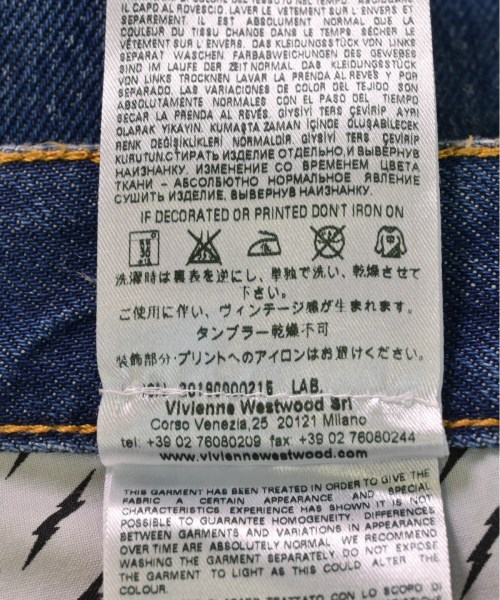 IL CAPO AL ROVESCIO. LAVER LE VETEMENT SUR L'ENVERS ET
SEPAREMENT. IL EST ABSOLUMENT NORMAL QUE LA
COULEUR DU TISSU CHANGE DANS LE TEMPS. SÉCHER LE
VÊTEMENT SUR L'ENVERS. DAS KLEIDUNGSSTÜCK VON LINKS
SEPARAT WASCHEN FARBABWEICHUNGEN DES GEWEBES
SIND IM LAUFE DER ZEIT NORMAL. DAS KLEIDUNGSSTÜCK
VON LINKS TROCKNEN LAVAR LA PRENDA AL REVÉS Y POR
SEPARADO. LAS VARIACIONES DE COLOR DEL TEJIDO SON
ABSOLUTAMENTE NORMALES CON EL PASO DEL TIEMPO
SECAR LA PRENDA AL REVÉS. GİYSİYİ TERS ÇEVİRİP AYRI
OLARAK YIKAYIN. KUMAŞTA ZAMAN İÇİNDE OLUŞABİLECEK
RENK DEĞİŞİKLİKLERİ NORMALDİR. GİYSİYİ TERS ÇEVİRİP
KURUTUN. СТИРАТЬ ИЗДЕЛИЕ ОТДЕЛЬНО, И ВЫВЕРНУВ
НАИЗНАНКУ. ИЗМЕНЕНИЕ СО ВРЕМЕНЕМ ЦВЕТА
ТКАНИ - АБСОЛЮТНО НОРМАЛЬНОЕ ЯВЛЕНИЕ
СУШИТЬ ИЗДЕЛИЕ, ВЫВЕРНУВ НАИЗНАНКУ.
IF DECORATED OR PRINTED DON'T IRON ON
洗濯時は裏表を逆にし、単独で洗い、乾燥させて
下さい。
ご使用に伴い、ヴィンテージ感が生まれます。
タンブラー乾燥不可
装飾部分・プリントへのアイロンはお避けください。
20190000215 LAB.
Vivienne Westwood Srl
Corso Venezia, 25 20121 Milano
tel: +39 02 76080209 fax: +39 02 76080244
www.viviennewestwood.com
THIS GARMENT HAS BEEN TREATED IN ORDER TO GIVE THE
FABRIC A CERTAIN APPEARANCE AND SPECIAL
CHARACTERISTICS. EXPERIENCE HAS SHOWN IT IS NOT
POSSIBLE TO GUARANTEE HOMOGENEITY. DIFFERENCES
BETWEEN GARMENTS AND VARIATIONS IN APPEARANCE
OVER TIME ARE ABSOLUTELY NORMAL. WE RECOMMEND
WASHING THE GARMENT SEPARATELY. DO NOT EXPOSE
THE GARMENT TO LIGHT AS THIS COULD ALTER THE
COLOUR.
TRATTATO CON LO SCOPO DI